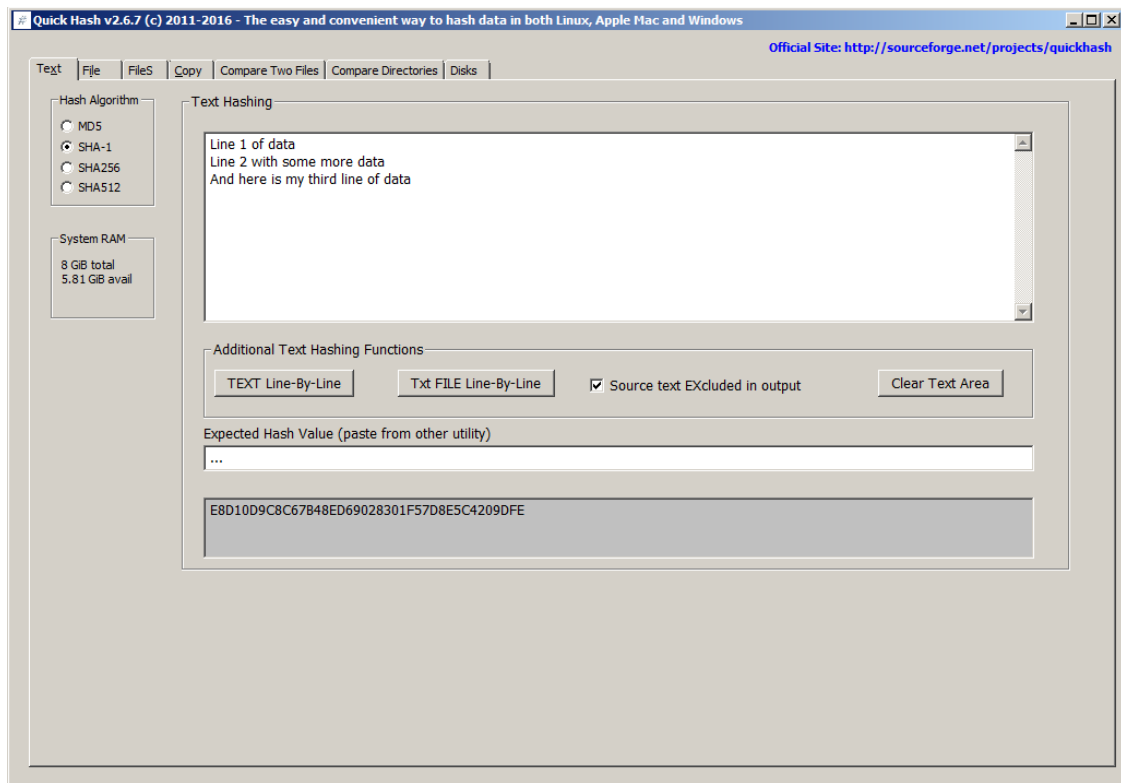 Quick Hash v2.6.7 (c) 2011-2016 - The easy and convenient way to hash data in both Linux, Apple Mac and Windows
Official Site: http://sourceforge.net/projects/quickhash
Text File FileS Copy Compare Two Files Compare Directories Disks
Hash Algorithm
MD5
SHA-1
SHA256
SHA512
System RAM
8 GiB total
5.81 GiB avail
Text Hashing
Line 1 of data
Line 2 with some more data
And here is my third line of data
Additional Text Hashing Functions
TEXT Line-By-Line Txt FILE Line-By-Line Source text EXcluded in output Clear Text Area
Expected Hash Value (paste from other utility)
...
E8D10D9C8C67B48ED69028301F57D8E5C4209DFE